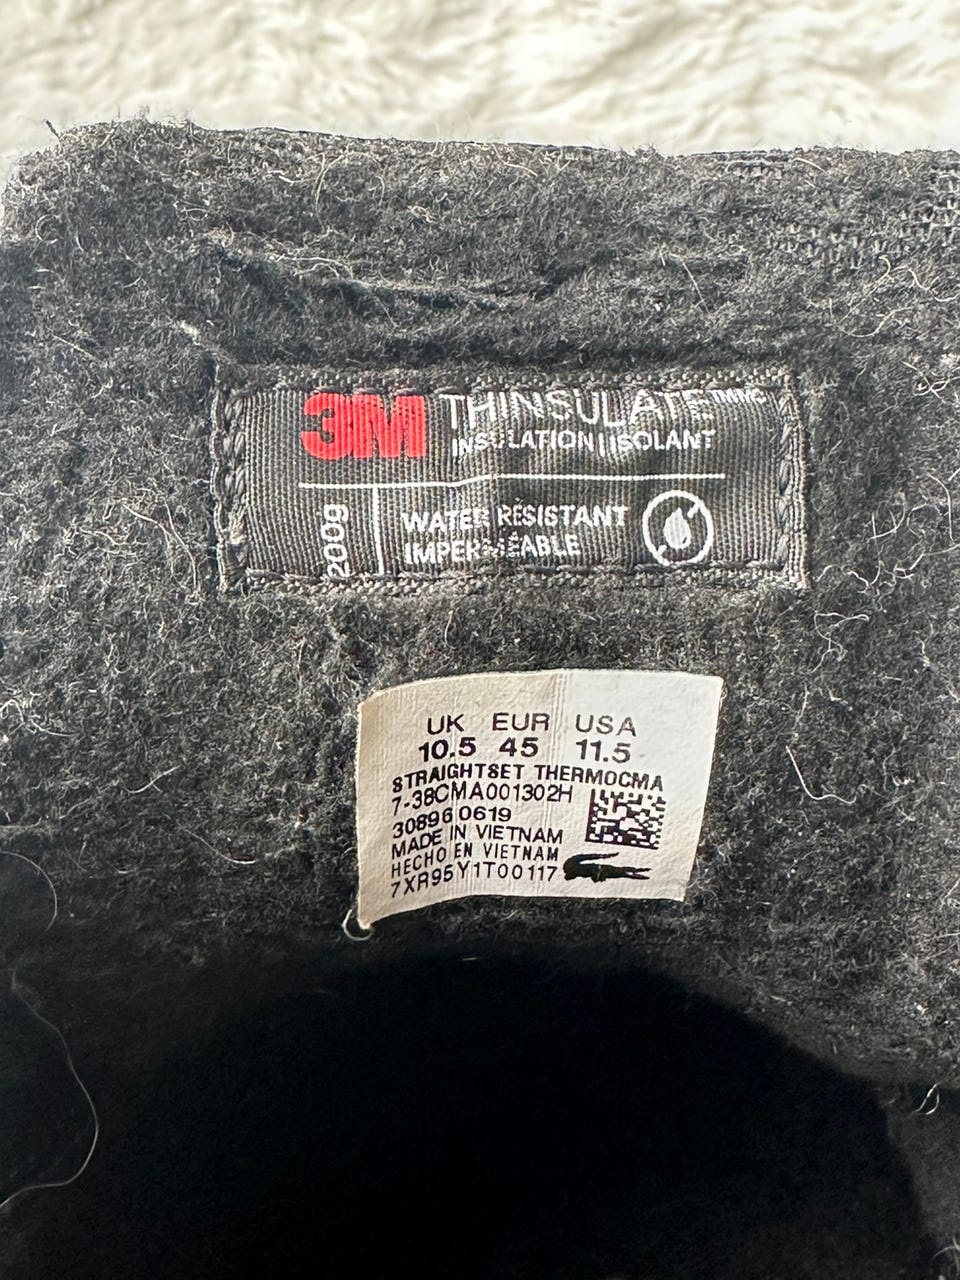 3M THINSULATE™
INSULATION | ISOLANT
200g
WATER RESISTANT
IMPERMÉABLE
UK EUR USA
10.5 45 11.5
STRAIGHTSET THERMOCMA
7-38CMA001302H
30896 0619
MADE IN VIETNAM
HECHO EN VIETNAM
7XR95Y1T00117